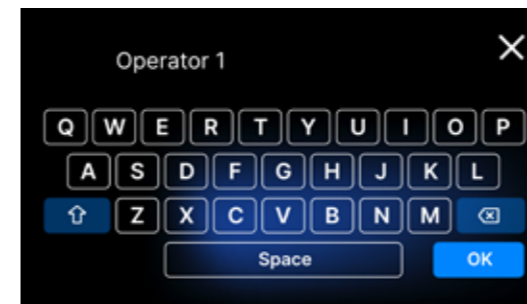 Operator 1
Q W E R T Y U I O P
A S D F G H J K L
Z X C V B N M
Space OK